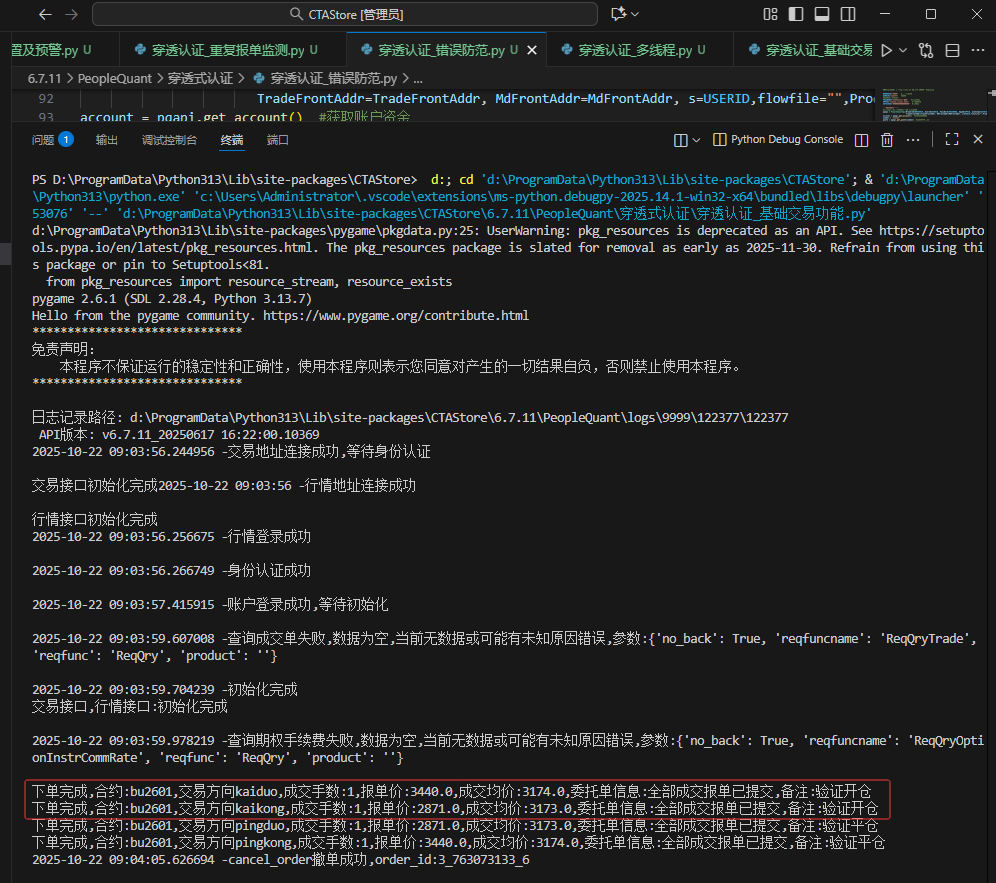 CTAStore [管理员]
置及预警.py U
穿透认证_重复报单监测.py U
穿透认证_错误防范.py U
穿透认证_多线程.py U
穿透认证_基础交易
6.7.11 > PeopleQuant > 穿透式认证 > 穿透认证_错误防范.py > ...
92 TradeFrontAddr=TradeFrontAddr, MdFrontAddr=MdFrontAddr, s=USERID,flowfile="",Pro
93 account = pqapi.get_account() #获取账户资金
问题 1 输出 调试控制台 终端 端口 Python Debug Console
PS D:\ProgramData\Python313\Lib\site-packages\CTAStore> d:; cd 'd:\ProgramData\Python313\Lib\site-packages\CTAStore'; & 'd:\ProgramData
\Python313\python.exe' 'c:\Users\Administrator\.vscode\extensions\ms-python.debugpy-2025.14.1-win32-x64\bundled\libs\debugpy\launcher' '
53076' '--' 'd:\ProgramData\Python313\Lib\site-packages\CTAStore\6.7.11\PeopleQuant\穿透式认证\穿透认证_基础交易功能.py'
d:\ProgramData\Python313\Lib\site-packages\pygame\pkgdata.py:25: UserWarning: pkg_resources is deprecated as an API. See https://setupto
ols.pypa.io/en/latest/pkg_resources.html. The pkg_resources package is slated for removal as early as 2025-11-30. Refrain from using thi
s package or pin to Setuptools<81.
from pkg_resources import resource_stream, resource_exists
pygame 2.6.1 (SDL 2.28.4, Python 3.13.7)
Hello from the pygame community. https://www.pygame.org/contribute.html
******************************
免责声明:
本程序不保证运行的稳定性和正确性，使用本程序则表示您同意对产生的一切结果自负，否则禁止使用本程序。
******************************
日志记录路径: d:\ProgramData\Python313\Lib\site-packages\CTAStore\6.7.11\PeopleQuant\logs\9999\122377\122377
API版本: v6.7.11_20250617 16:22:00.10369
2025-10-22 09:03:56.244956 -交易地址连接成功,等待身份认证
交易接口初始化完成2025-10-22 09:03:56 -行情地址连接成功
行情接口初始化完成
2025-10-22 09:03:56.256675 -行情登录成功
2025-10-22 09:03:56.266749 -身份认证成功
2025-10-22 09:03:57.415915 -账户登录成功,等待初始化
2025-10-22 09:03:59.607008 -查询成交单失败,数据为空,当前无数据或可能有未知原因错误,参数:{'no_back': True, 'reqfuncname': 'ReqQryTrade',
'reqfunc': 'ReqQry', 'product': ''}
2025-10-22 09:03:59.704239 -初始化完成
交易接口,行情接口:初始化完成
2025-10-22 09:03:59.978219 -查询期权手续费失败,数据为空,当前无数据或可能有未知原因错误,参数:{'no_back': True, 'reqfuncname': 'ReqQryOpti
onInstrCommRate', 'reqfunc': 'ReqQry', 'product': ''}
下单完成,合约:bu2601,交易方向kaiduo,成交手数:1,报单价:3440.0,成交均价:3174.0,委托单信息:全部成交报单已提交,备注:验证开仓
下单完成,合约:bu2601,交易方向kaikong,成交手数:1,报单价:2871.0,成交均价:3173.0,委托单信息:全部成交报单已提交,备注:验证开仓
下单完成,合约:bu2601,交易方向pingduo,成交手数:1,报单价:2871.0,成交均价:3173.0,委托单信息:全部成交报单已提交,备注:验证平仓
下单完成,合约:bu2601,交易方向pingkong,成交手数:1,报单价:3440.0,成交均价:3174.0,委托单信息:全部成交报单已提交,备注:验证平仓
2025-10-22 09:04:05.626694 -cancel_order撤单成功,order_id:3_763073133_6